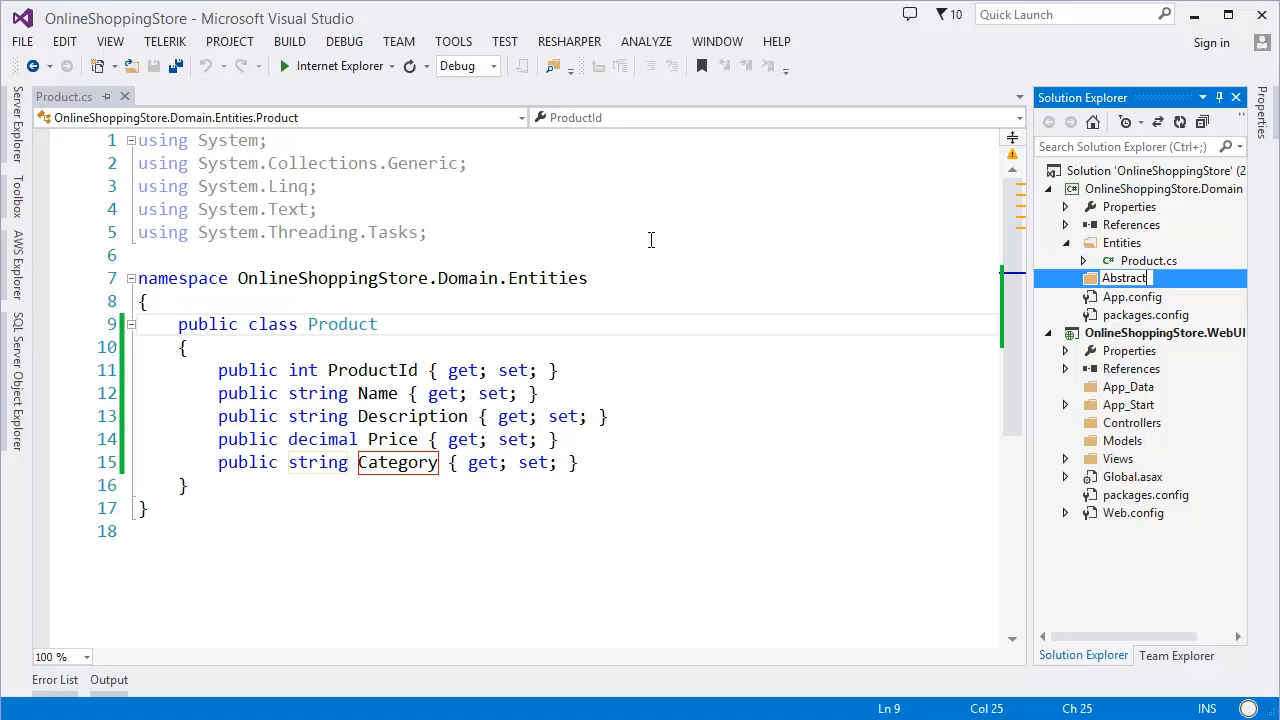 OnlineShoppingStore - Microsoft Visual Studio
10
Quick Launch
FILE EDIT VIEW TELERIK PROJECT BUILD DEBUG TEAM TOOLS TEST RESHARPER ANALYZE WINDOW HELP
Sign in
Internet Explorer
Debug
Server Explorer
Toolbox
AWS Explorer
SQL Server Object Explorer
Product.cs
OnlineShoppingStore.Domain.Entities.Product
ProductId
1 using System;
2 using System.Collections.Generic;
3 using System.Linq;
4 using System.Text;
5 using System.Threading.Tasks;
6
7 namespace OnlineShoppingStore.Domain.Entities
8 {
9 public class Product
10 {
11 public int ProductId { get; set; }
12 public string Name { get; set; }
13 public string Description { get; set; }
14 public decimal Price { get; set; }
15 public string Category { get; set; }
16 }
17 }
18
100 %
Solution Explorer
Search Solution Explorer (Ctrl+;)
Solution 'OnlineShoppingStore' (2
C# OnlineShoppingStore.Domain
Properties
References
Entities
C# Product.cs
Abstract
App.config
packages.config
OnlineShoppingStore.WebUI
Properties
References
App_Data
App_Start
Controllers
Models
Views
Global.asax
packages.config
Web.config
Solution Explorer Team Explorer
Properties
Error List Output
Ln 9 Col 25 Ch 25 INS